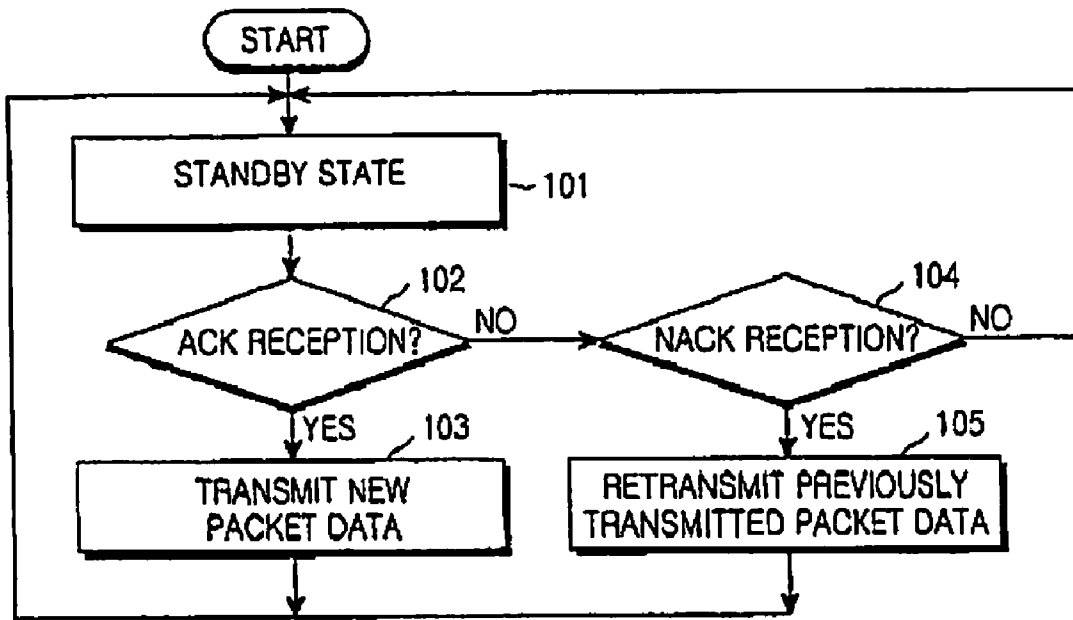 START
STANDBY STATE
101
102
ACK RECEPTION?
NO
104
NACK RECEPTION?
NO
YES
103
TRANSMIT NEW
PACKET DATA
YES
105
RETRANSMIT PREVIOUSLY
TRANSMITTED PACKET DATA